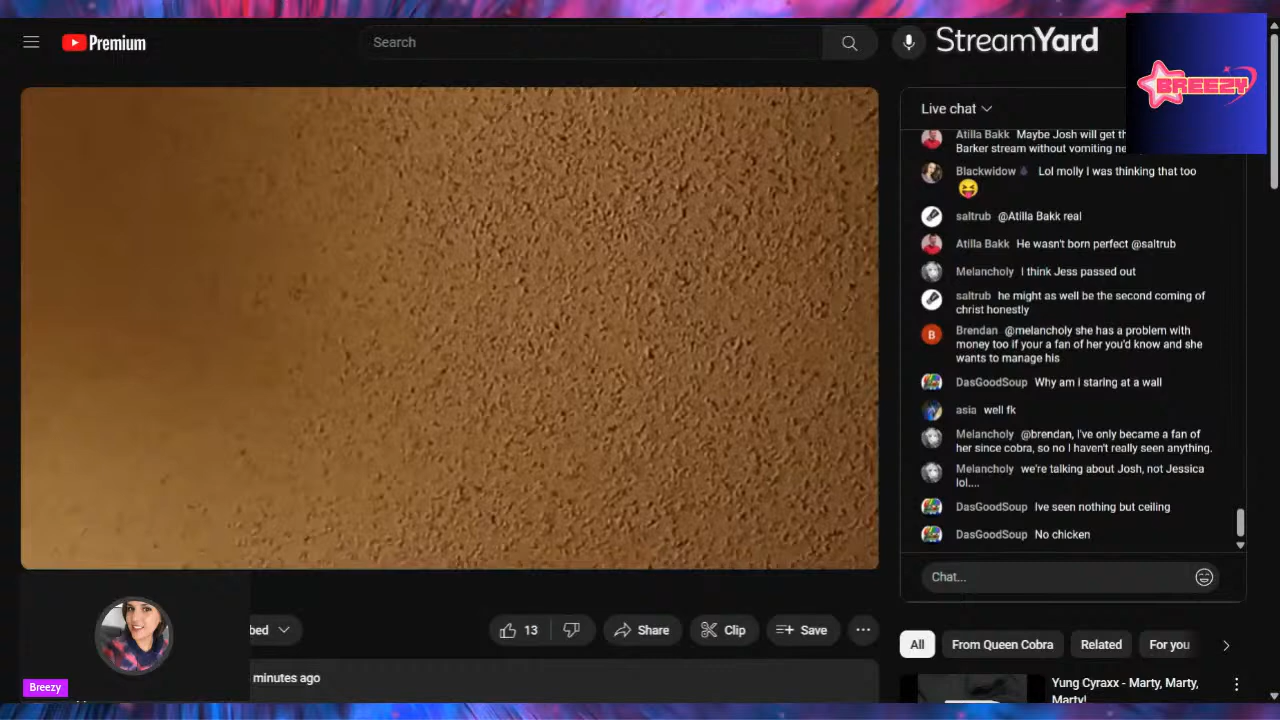 Premium
Search
StreamYard
BREEZY
Live chat
Atilla Bakk Maybe Josh will get th
Barker stream without vomiting ne
Blackwidow Lol molly I was thinking that too
saltrub @Atilla Bakk real
Atilla Bakk He wasn't born perfect @saltrub
Melancholy I think Jess passed out
saltrub he might as well be the second coming of
christ honestly
Brendan @melancholy she has a problem with
money too if your a fan of her you'd know and she
wants to manage his
B
DasGoodSoup Why am i staring at a wall
asia well fk
Melancholy @brendan, I've only became a fan of
her since cobra, so no I haven't really seen anything.
Melancholy we're talking about Josh, not Jessica
lol....
DasGoodSoup Ive seen nothing but ceiling
DasGoodSoup No chicken
Chat...
bed
13
Share
Clip
Save
All
From Queen Cobra
Related
For you
minutes ago
Breezy
Yung Cyraxx - Marty, Marty,
Marty!